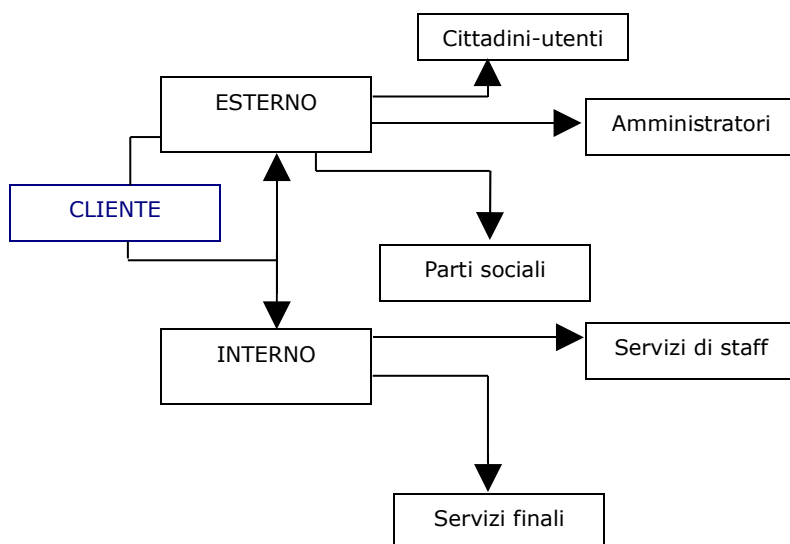 Cittadini-utenti
ESTERNO
Amministratori
CLIENTE
Parti sociali
INTERNO
Servizi di staff
Servizi finali